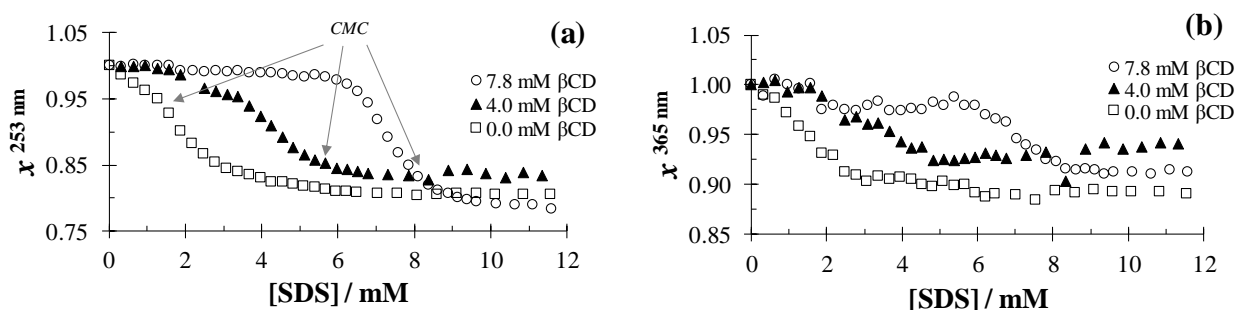 CMC
(a)
1.05
○ 7.8 mM βCD
▲ 4.0 mM βCD
□ 0.0 mM βCD
0.95
0.85
0.75
x 253 nm
0 2 4 6 8 10 12
[SDS] / mM
(b)
1.05
○ 7.8 mM βCD
▲ 4.0 mM βCD
□ 0.0 mM βCD
1.00
0.95
0.90
0.85
x 365 nm
0 2 4 6 8 10 12
[SDS] / mM